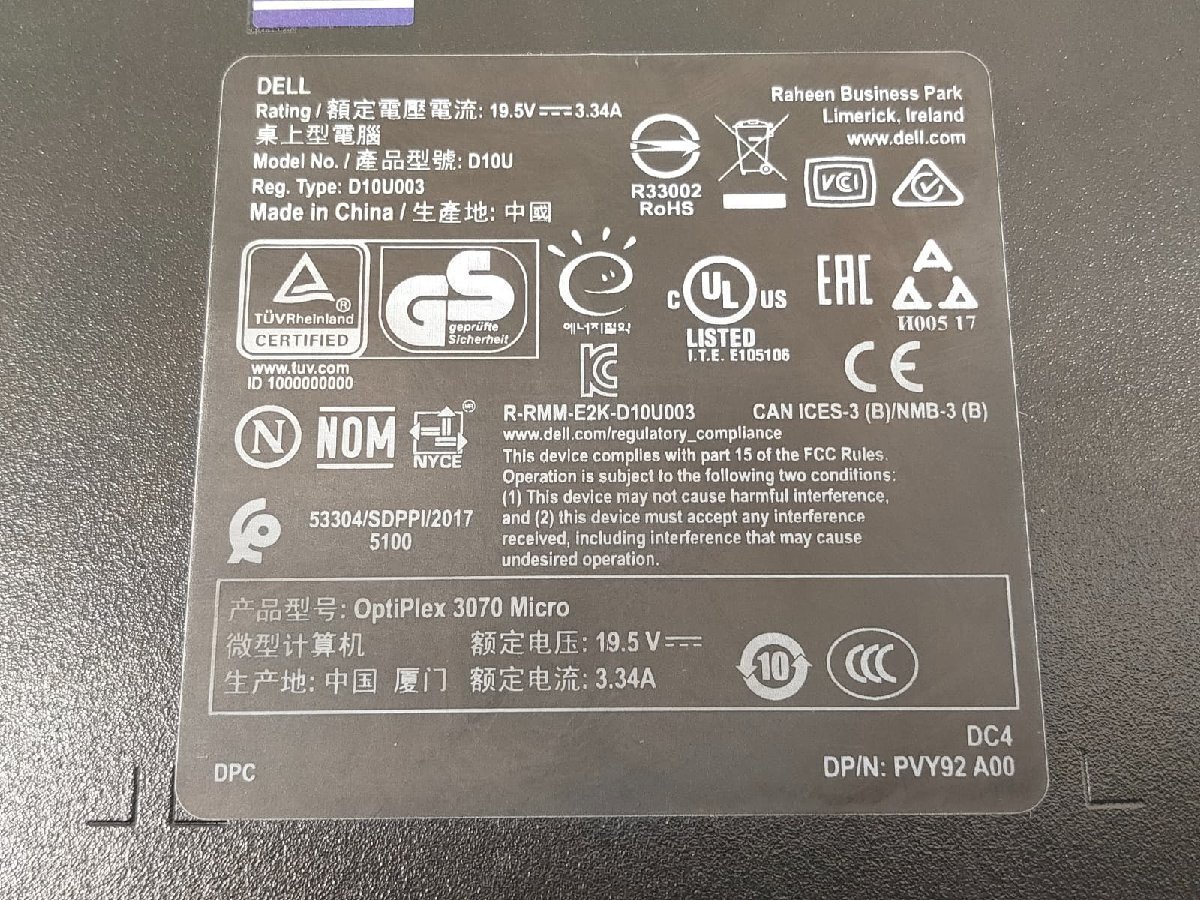 DELL
Rating / 額定電壓電流: 19.5V⎓3.34A
桌上型電腦
Model No. / 產品型號: D10U
Reg. Type: D10U003
Made in China / 生產地: 中國
R33002
RoHS
Raheen Business Park
Limerick, Ireland
www.dell.com
VCI
TÜVRheinland ®
CERTIFIED
www.tuv.com
ID 1000000000
GS
geprüfte
Sicherheit
에너지절약
C UL US
LISTED
I.T.E. E105106
EAC
И005 17
CE
N
NOM
NYCE
R-RMM-E2K-D10U003
CAN ICES-3 (B)/NMB-3 (B)
www.dell.com/regulatory_compliance
This device complies with part 15 of the FCC Rules.
Operation is subject to the following two conditions:
(1) This device may not cause harmful interference,
and (2) this device must accept any interference
received, including interference that may cause
undesired operation.
53304/SDPPI/2017
5100
产品型号: OptiPlex 3070 Micro
微型计算机 额定电压: 19.5 V⎓
生产地: 中国 厦门 额定电流: 3.34A
10
CCC
DC4
DPC
DP/N: PVY92 A00